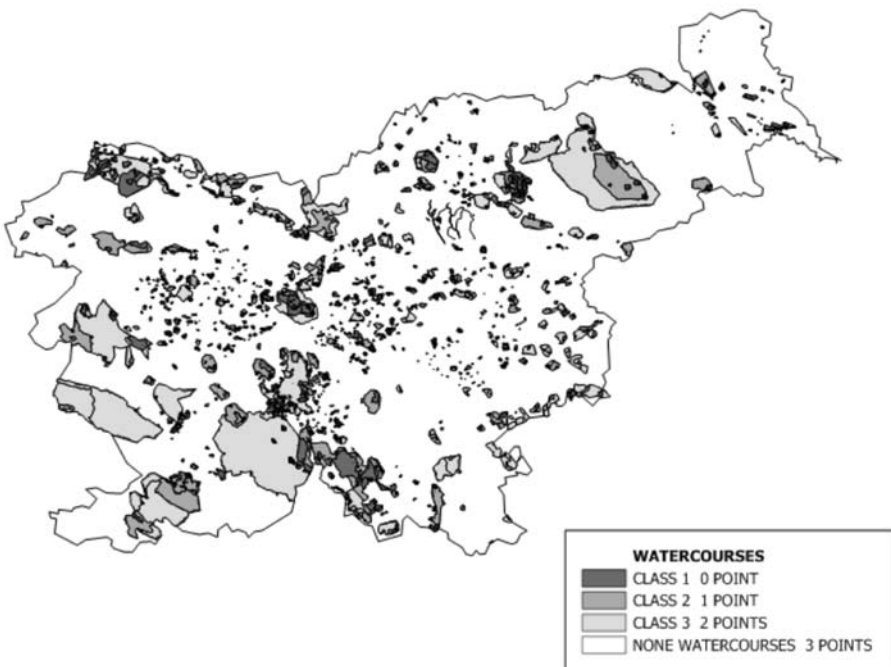 WATERCOURSES
CLASS 1 0 POINT
CLASS 2 1 POINT
CLASS 3 2 POINTS
NONE WATERCOURSES 3 POINTS